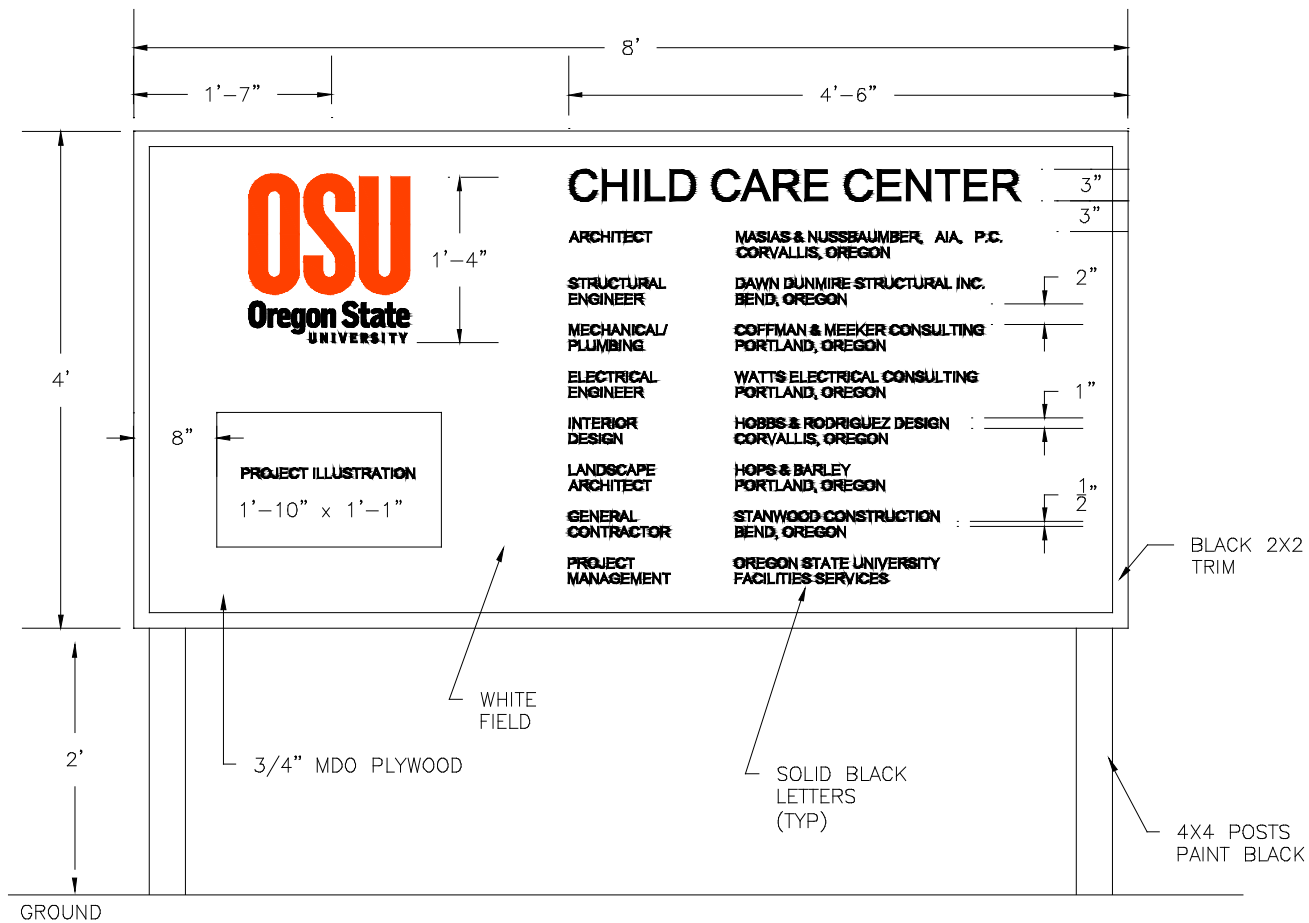 8'
1'-7"
4'-6"
OSU
Oregon State
UNIVERSITY
1'-4"
CHILD CARE CENTER
3"
3"
ARCHITECT MASIAS & NUSSBAUMBER, AIA, P.C.
CORVALLIS, OREGON
STRUCTURAL DAWN DUNMIRE STRUCTURAL INC.
ENGINEER BEND, OREGON
2"
MECHANICAL/ COFFMAN & MEEKER CONSULTING
PLUMBING PORTLAND, OREGON
4'
ELECTRICAL WATTS ELECTRICAL CONSULTING
ENGINEER PORTLAND, OREGON
1"
INTERIOR HOBBS & RODRIGUEZ DESIGN
DESIGN CORVALLIS, OREGON
8"
PROJECT ILLUSTRATION
1'-10" x 1'-1"
LANDSCAPE HOPS & BARLEY
ARCHITECT PORTLAND, OREGON
1/2"
GENERAL STANWOOD CONSTRUCTION
CONTRACTOR BEND, OREGON
PROJECT OREGON STATE UNIVERSITY
MANAGEMENT FACILITIES SERVICES
BLACK 2X2
TRIM
WHITE
FIELD
2'
3/4" MDO PLYWOOD
SOLID BLACK
LETTERS
(TYP)
4X4 POSTS
PAINT BLACK
GROUND